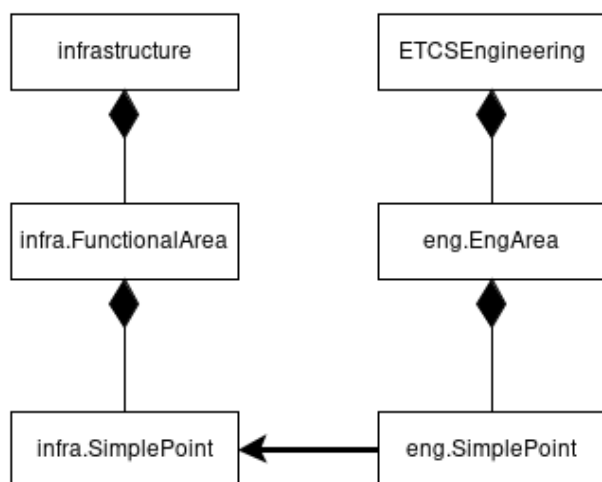 infrastructure
ETCSEngineering
infra.FunctionalArea
eng.EngArea
infra.SimplePoint
eng.SimplePoint